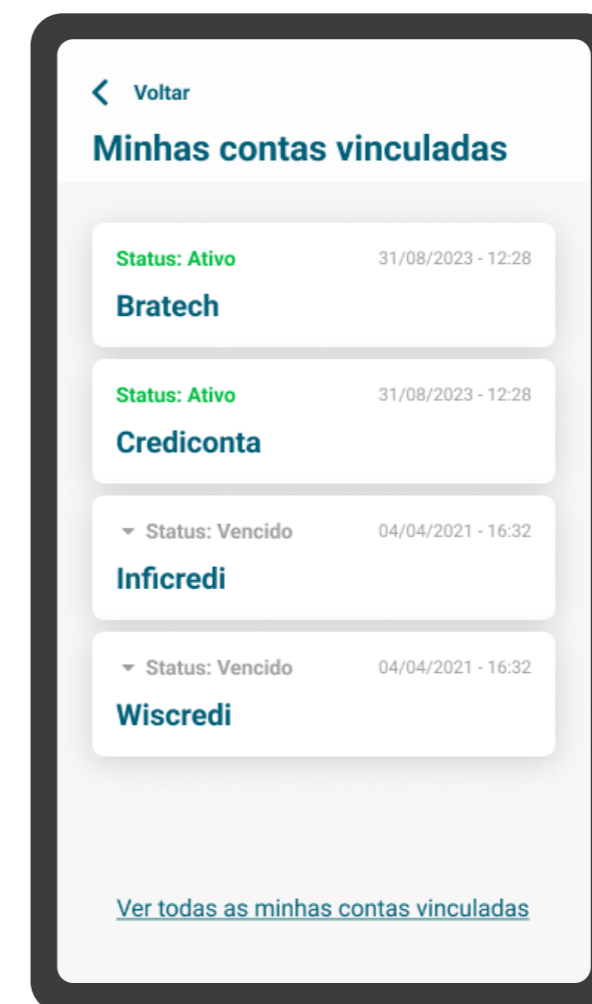 Voltar
Minhas contas vinculadas
Status: Ativo 31/08/2023 - 12:28
Bratech
Status: Ativo 31/08/2023 - 12:28
Crediconta
Status: Vencido 04/04/2021 - 16:32
Inficredi
Status: Vencido 04/04/2021 - 16:32
Wiscredi
Ver todas as minhas contas vinculadas